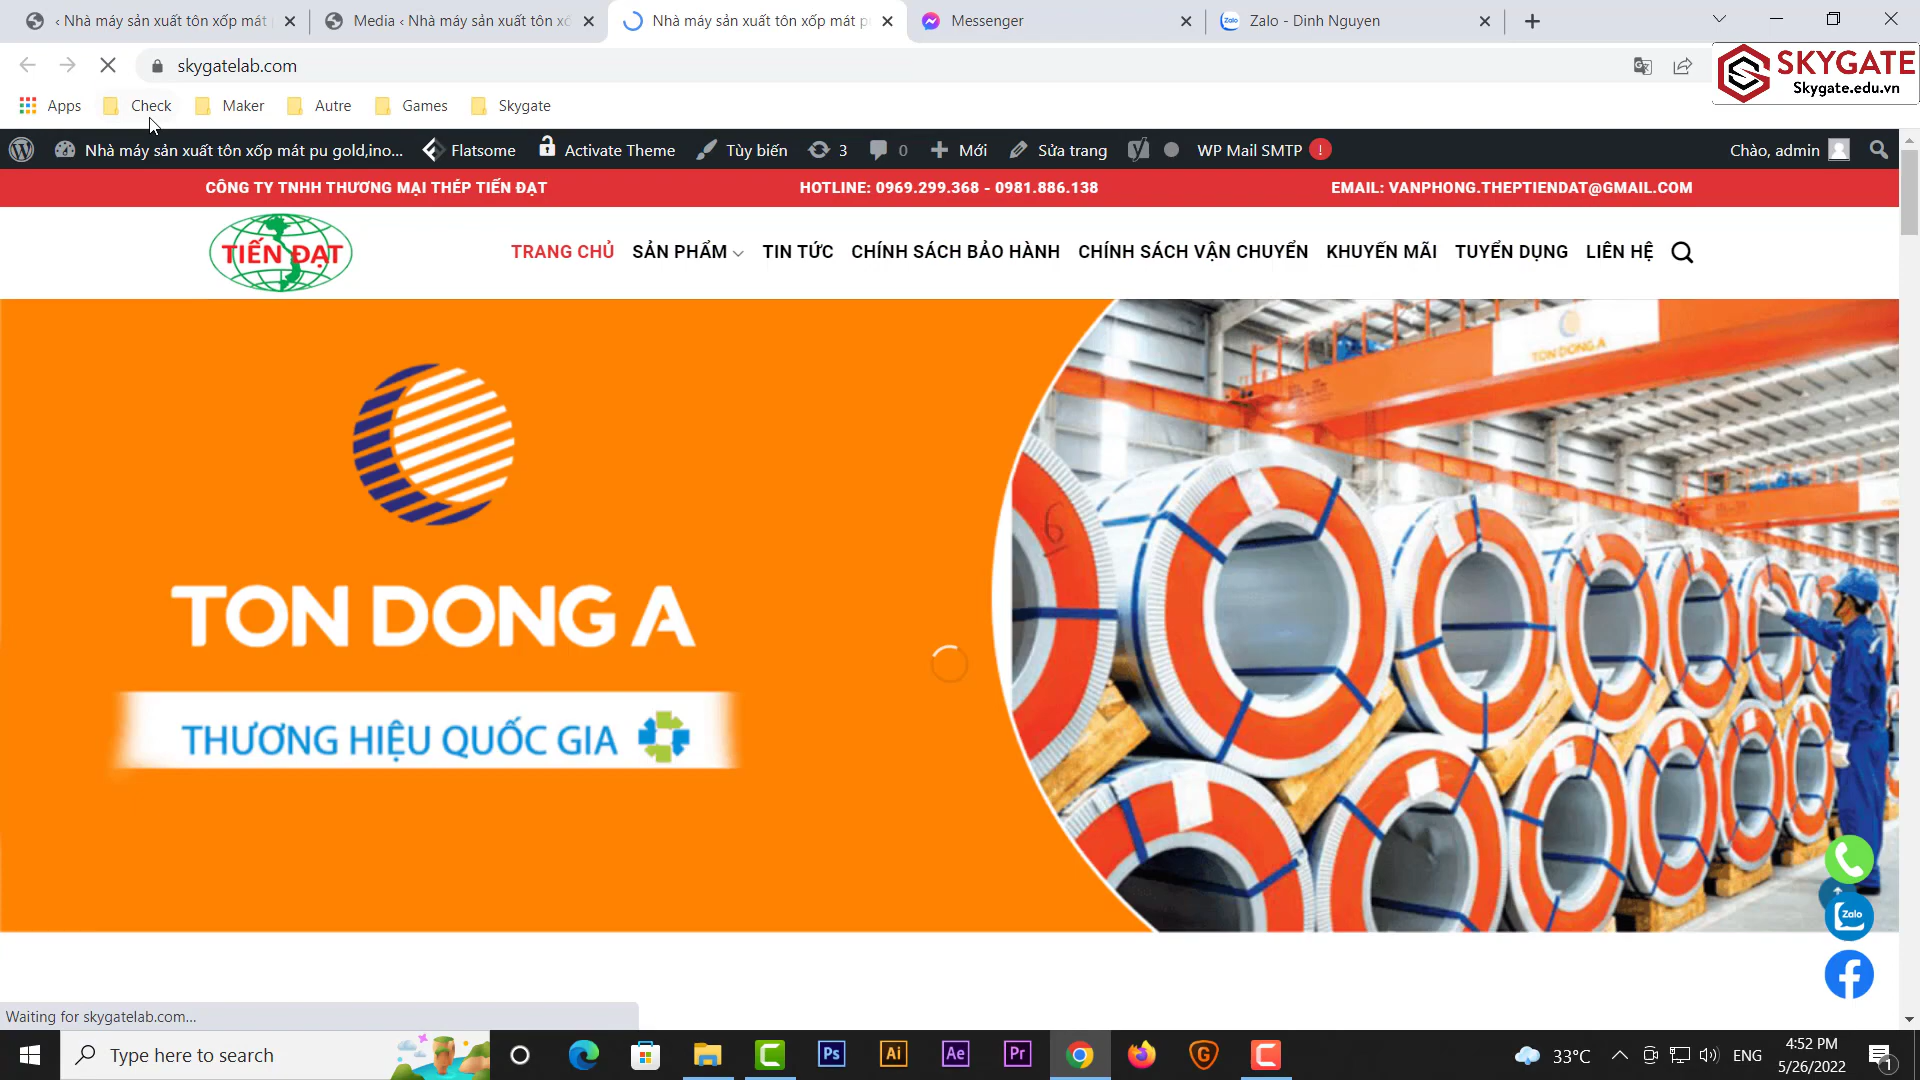 ‹ Nhà máy sản xuất tôn xốp mát
Media ‹ Nhà máy sản xuất tôn xố
Nhà máy sản xuất tôn xốp mát p
Messenger
Zalo - Dinh Nguyen
skygatelab.com
SKYGATE
Skygate.edu.vn
Apps
Check
Maker
Autre
Games
Skygate
Nhà máy sản xuất tôn xốp mát pu gold,ino...
Flatsome
Activate Theme
Tùy biến
3
0
Mới
Sửa trang
WP Mail SMTP
!
Chào, admin
CÔNG TY TNHH THƯƠNG MẠI THÉP TIẾN ĐẠT
HOTLINE: 0969.299.368 - 0981.886.138
EMAIL: VANPHONG.THEPTIENDAT@GMAIL.COM
TIẾN ĐẠT
TRANG CHỦ
SẢN PHẨM
TIN TỨC
CHÍNH SÁCH BẢO HÀNH
CHÍNH SÁCH VẬN CHUYỂN
KHUYẾN MÃI
TUYỂN DỤNG
LIÊN HỆ
TON DONG A
6
TON DONG A
THƯƠNG HIỆU QUỐC GIA
Zalo
Waiting for skygatelab.com...
Type here to search
Ps
Ai
Ae
Pr
33°C
ENG
4:52 PM
5/26/2022
1